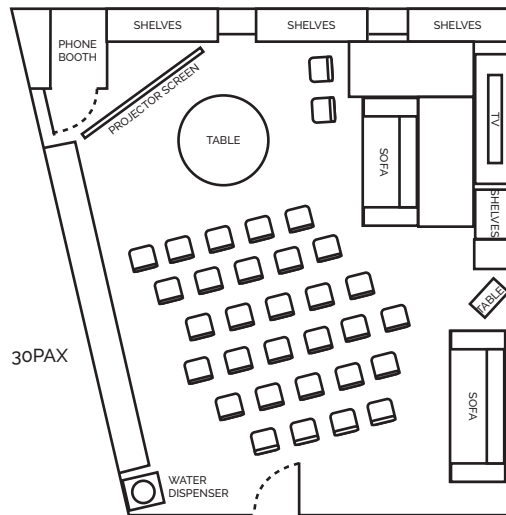 SHELVES
SHELVES
SHELVES
PHONE
BOOTH
PROJECTOR SCREEN
TV
TABLE
SOFA
SHELVES
TABLE
30PAX
SOFA
WATER
DISPENSER